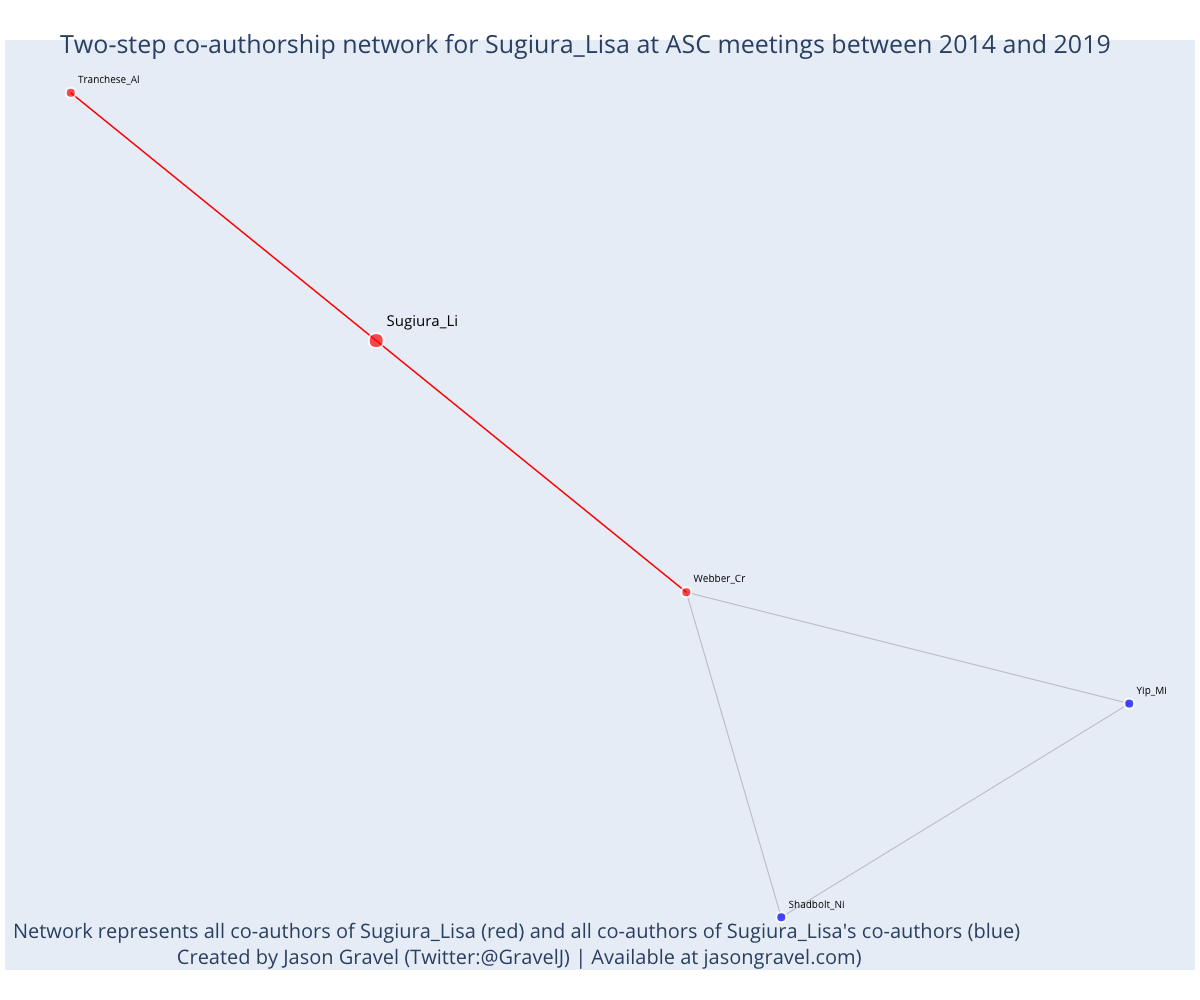 Two-step co-authorship network for Sugiura_Lisa at ASC meetings between 2014 and 2019
Tranchese_Al
Sugiura_Li
Webber_Cr
Yip_Mi
Shadbolt_Ni
Network represents all co-authors of Sugiura_Lisa (red) and all co-authors of Sugiura_Lisa's co-authors (blue)
Created by Jason Gravel (Twitter:@GravelJ) | Available at jasongravel.com)